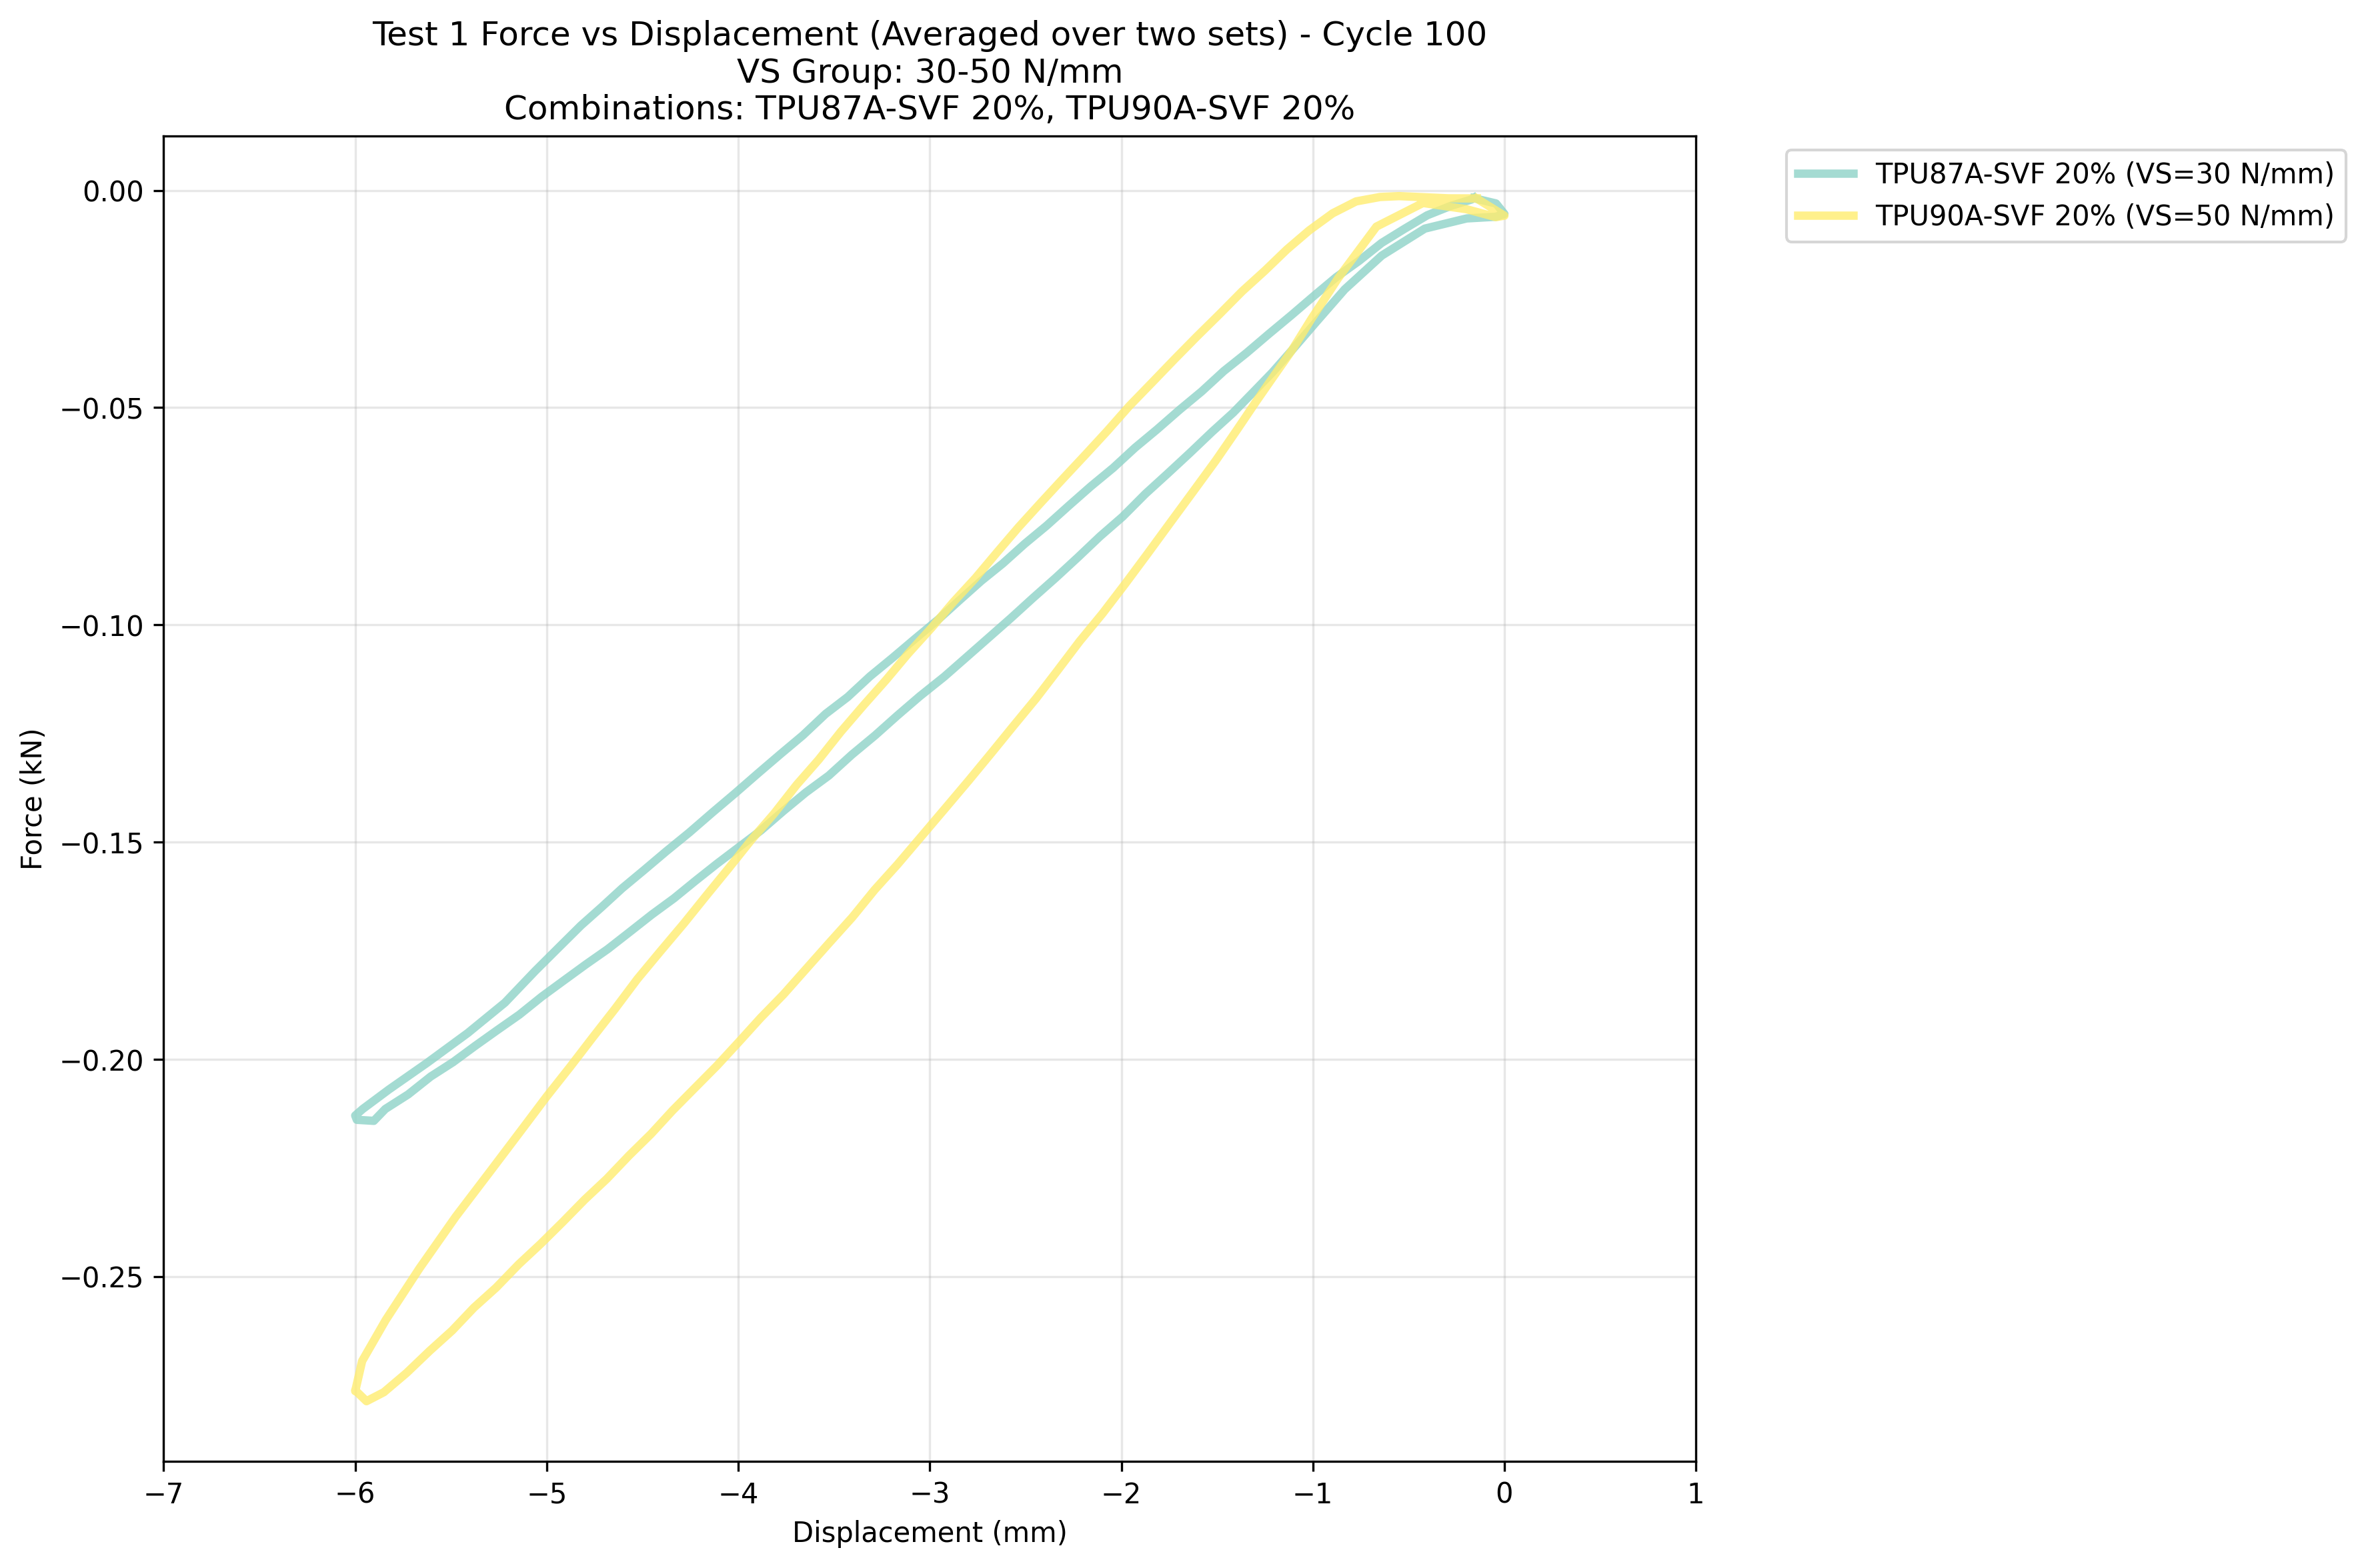 Test 1 Force vs Displacement (Averaged over two sets) - Cycle 100
VS Group: 30-50 N/mm
Combinations: TPU87A-SVF 20%, TPU90A-SVF 20%
TPU87A-SVF 20% (VS=30 N/mm)
TPU90A-SVF 20% (VS=50 N/mm)
0.00
−0.05
−0.10
−0.15
−0.20
−0.25
Force (kN)
−7 −6 −5 −4 −3 −2 −1 0 1
Displacement (mm)